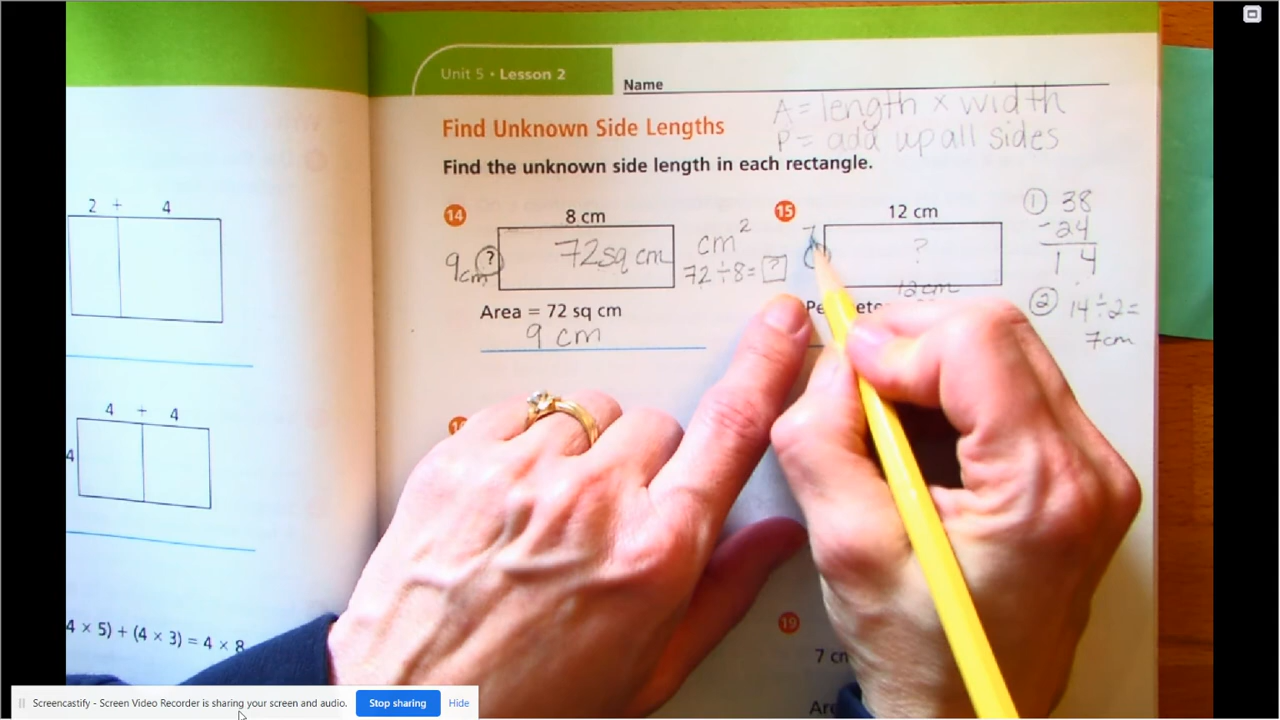 Unit 5 • Lesson 2
Name
A = length x width
P = add up all sides
Find Unknown Side Lengths
Find the unknown side length in each rectangle.
14
8 cm
9cm
?
72sq cm
cm²
72÷8=?
Area = 72 sq cm
9 cm
15
12 cm
7
?
12cm
① 38
-24
14
② 14÷2=
7cm
2 + 4
4 + 4
4
4 × 5) + (4 × 3) = 4 × 8
19
7 cm
Screencastify - Screen Video Recorder is sharing your screen and audio.
Stop sharing
Hide